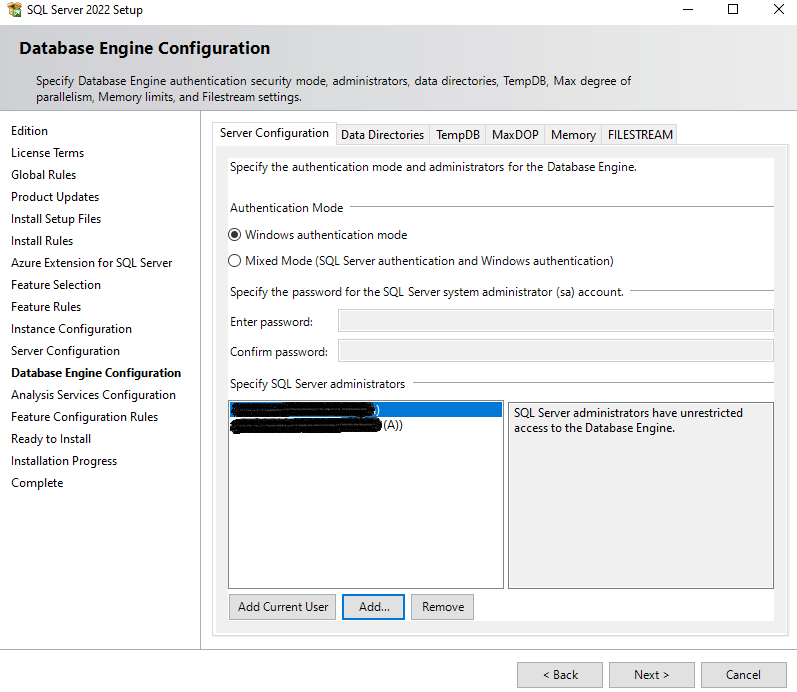 SQL Server 2022 Setup
Database Engine Configuration
Specify Database Engine authentication security mode, administrators, data directories, TempDB, Max degree of
parallelism, Memory limits, and Filestream settings.
Edition
License Terms
Global Rules
Product Updates
Install Setup Files
Install Rules
Azure Extension for SQL Server
Feature Selection
Feature Rules
Instance Configuration
Server Configuration
Database Engine Configuration
Analysis Services Configuration
Feature Configuration Rules
Ready to Install
Installation Progress
Complete
Server Configuration Data Directories TempDB MaxDOP Memory FILESTREAM
Specify the authentication mode and administrators for the Database Engine.
Authentication Mode
Windows authentication mode
Mixed Mode (SQL Server authentication and Windows authentication)
Specify the password for the SQL Server system administrator (sa) account.
Enter password:
Confirm password:
Specify SQL Server administrators
)
(A))
SQL Server administrators have unrestricted
access to the Database Engine.
Add Current User Add... Remove
< Back Next > Cancel